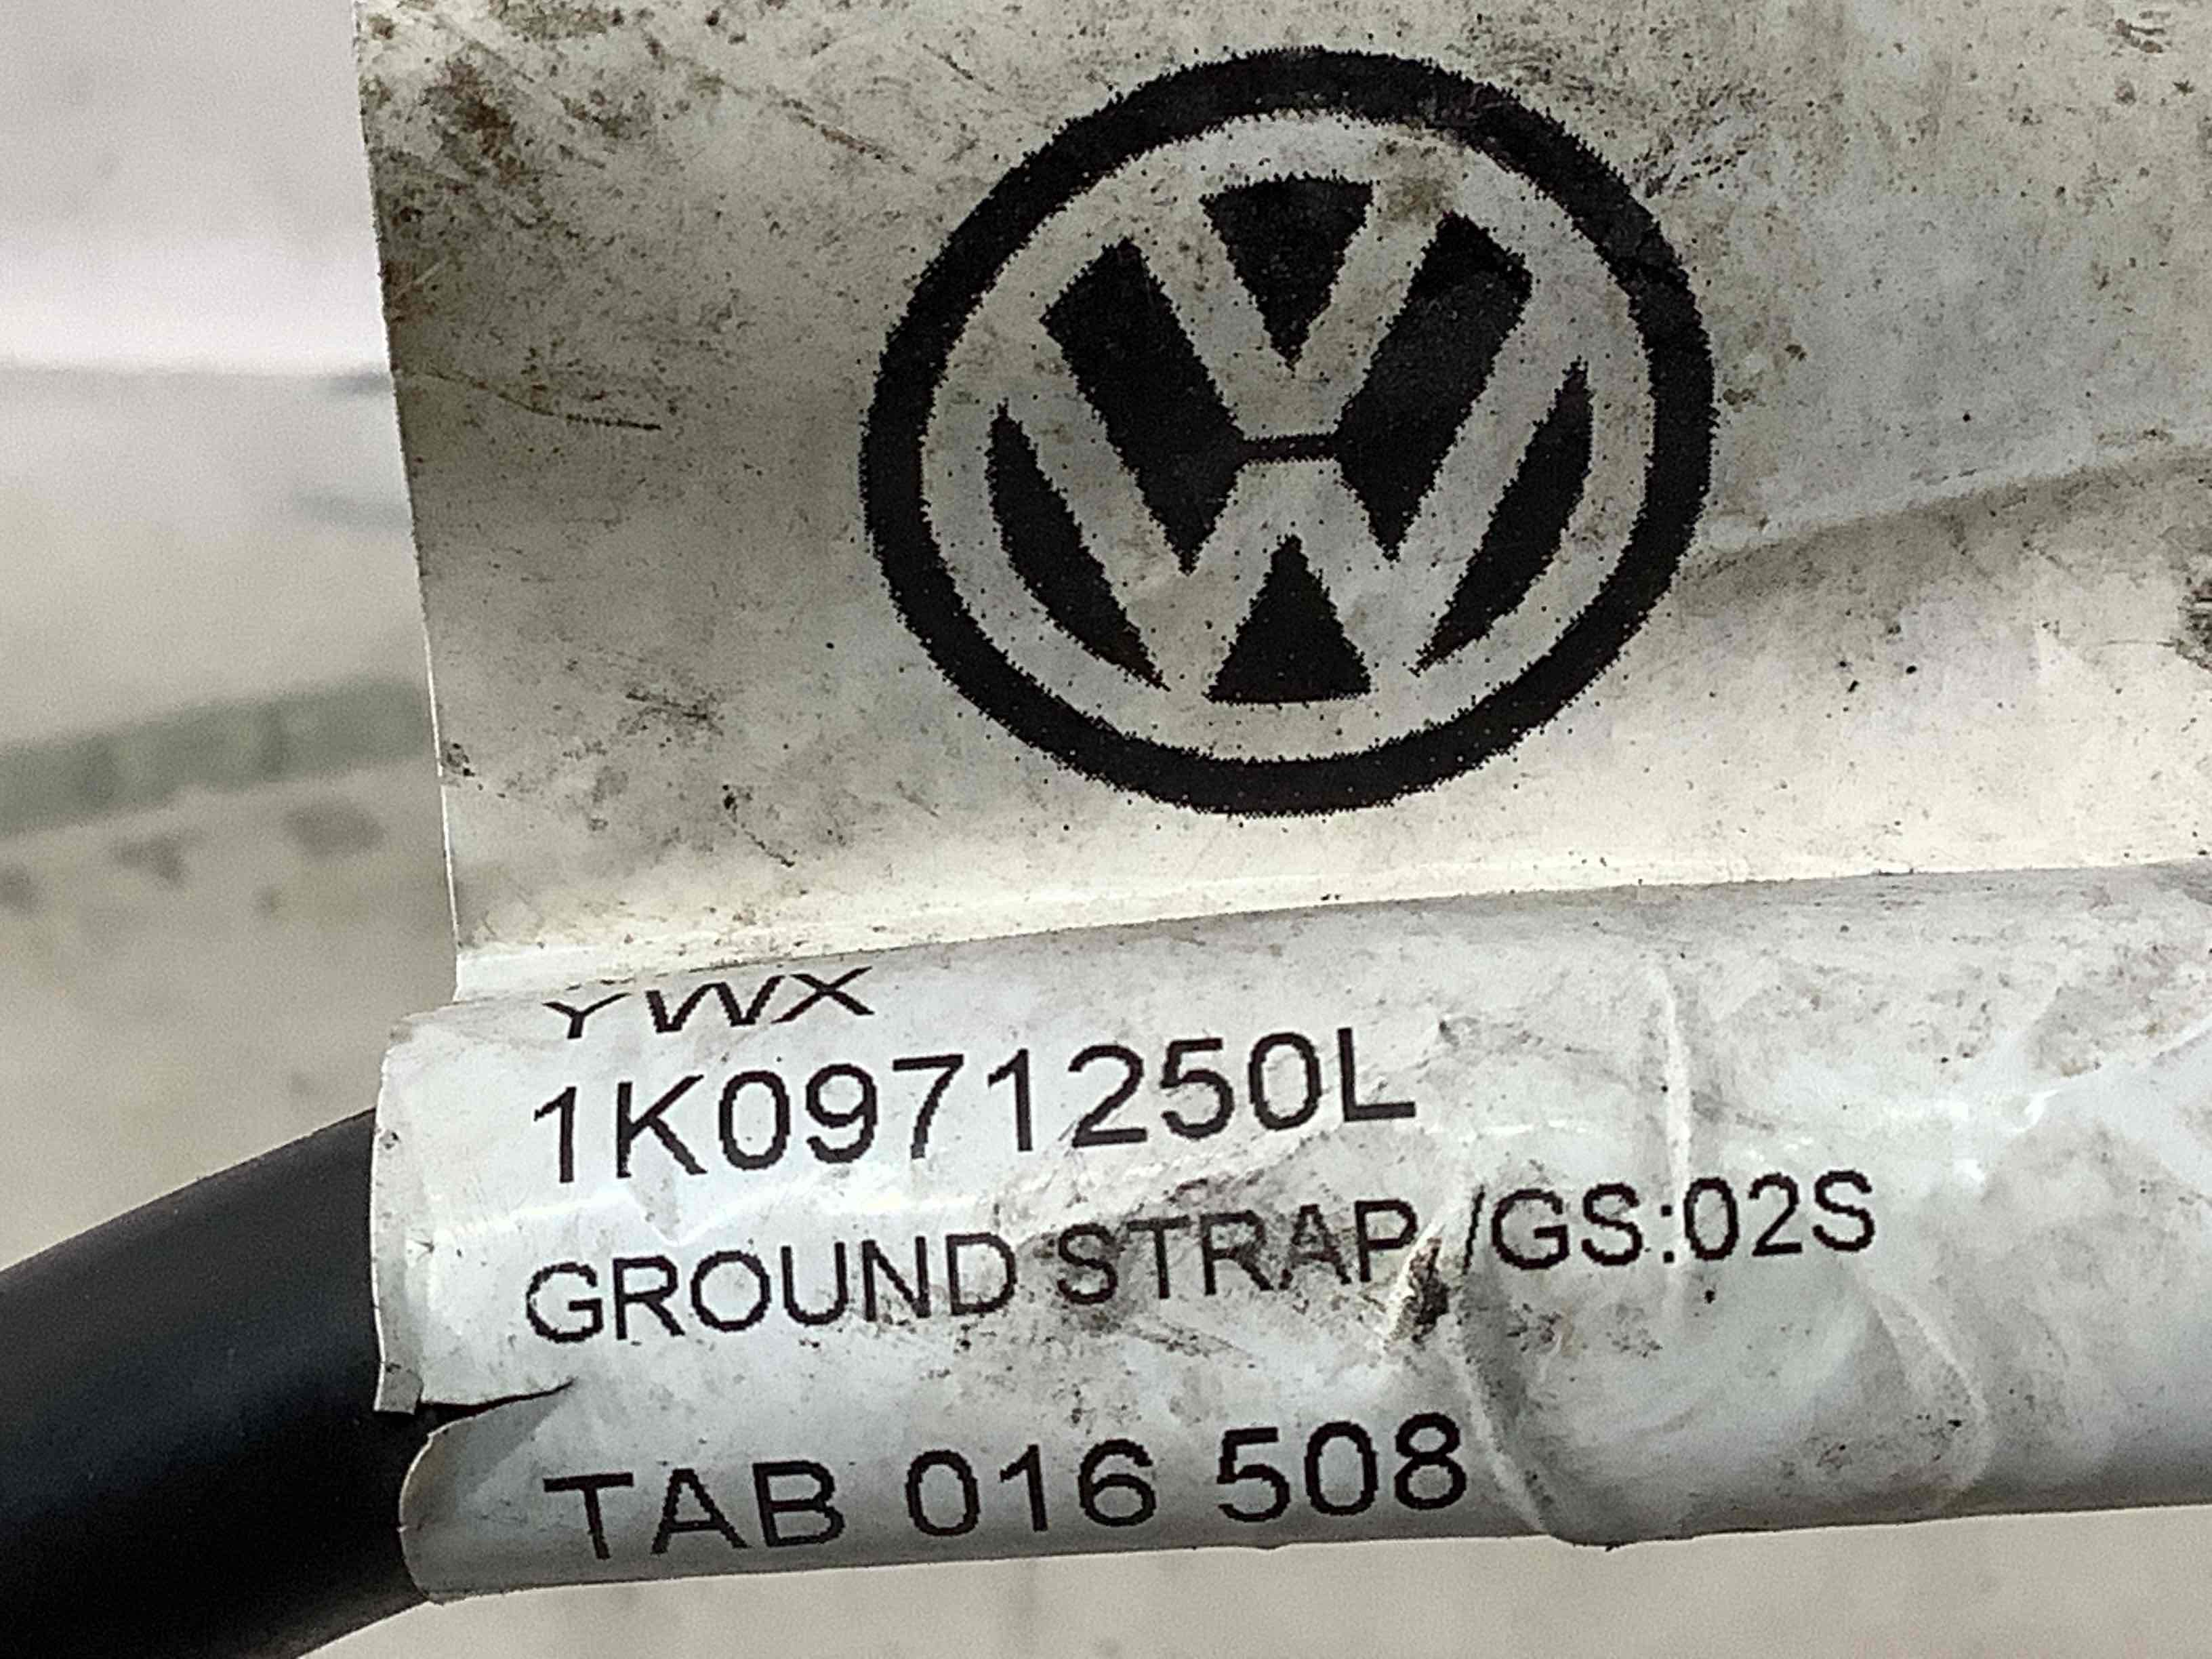 YWX
1K0971250L
GROUND STRAP, /GS:02S
TAB 016 508